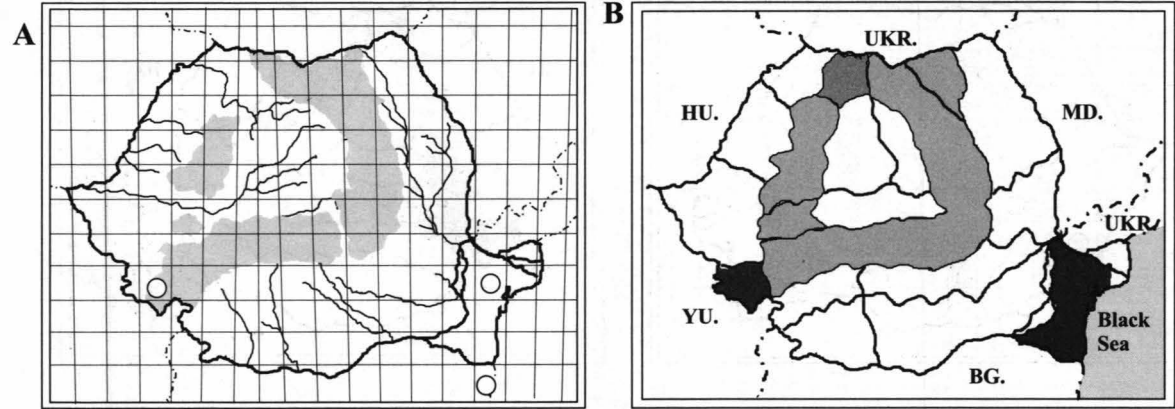 A
B
UKR.
HU.
MD.
UKR
YU.
Black
Sea
BG.